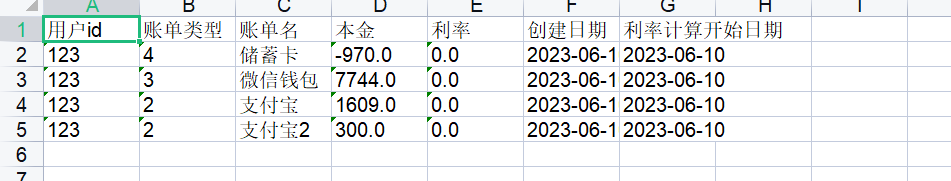 A B C D E F G H I
1 用户id 账单类型 账单名 本金 利率 创建日期 利率计算开始日期
2 123 4 储蓄卡 -970.0 0.0 2023-06-1 2023-06-10
3 123 3 微信钱包 7744.0 0.0 2023-06-1 2023-06-10
4 123 2 支付宝 1609.0 0.0 2023-06-1 2023-06-10
5 123 2 支付宝2 300.0 0.0 2023-06-1 2023-06-10
6
7